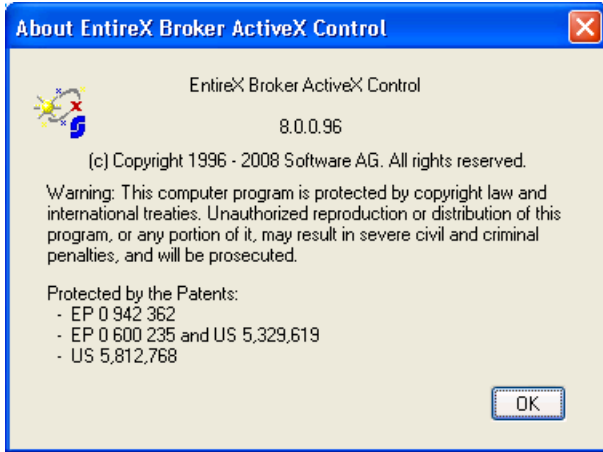 About EntireX Broker ActiveX Control
EntireX Broker ActiveX Control
8.0.0.96
(c) Copyright 1996 - 2008 Software AG. All rights reserved.
Warning: This computer program is protected by copyright law and
international treaties. Unauthorized reproduction or distribution of this
program, or any portion of it, may result in severe civil and criminal
penalties, and will be prosecuted.
Protected by the Patents:
- EP 0 942 362
- EP 0 600 235 and US 5,329,619
- US 5,812,768
OK